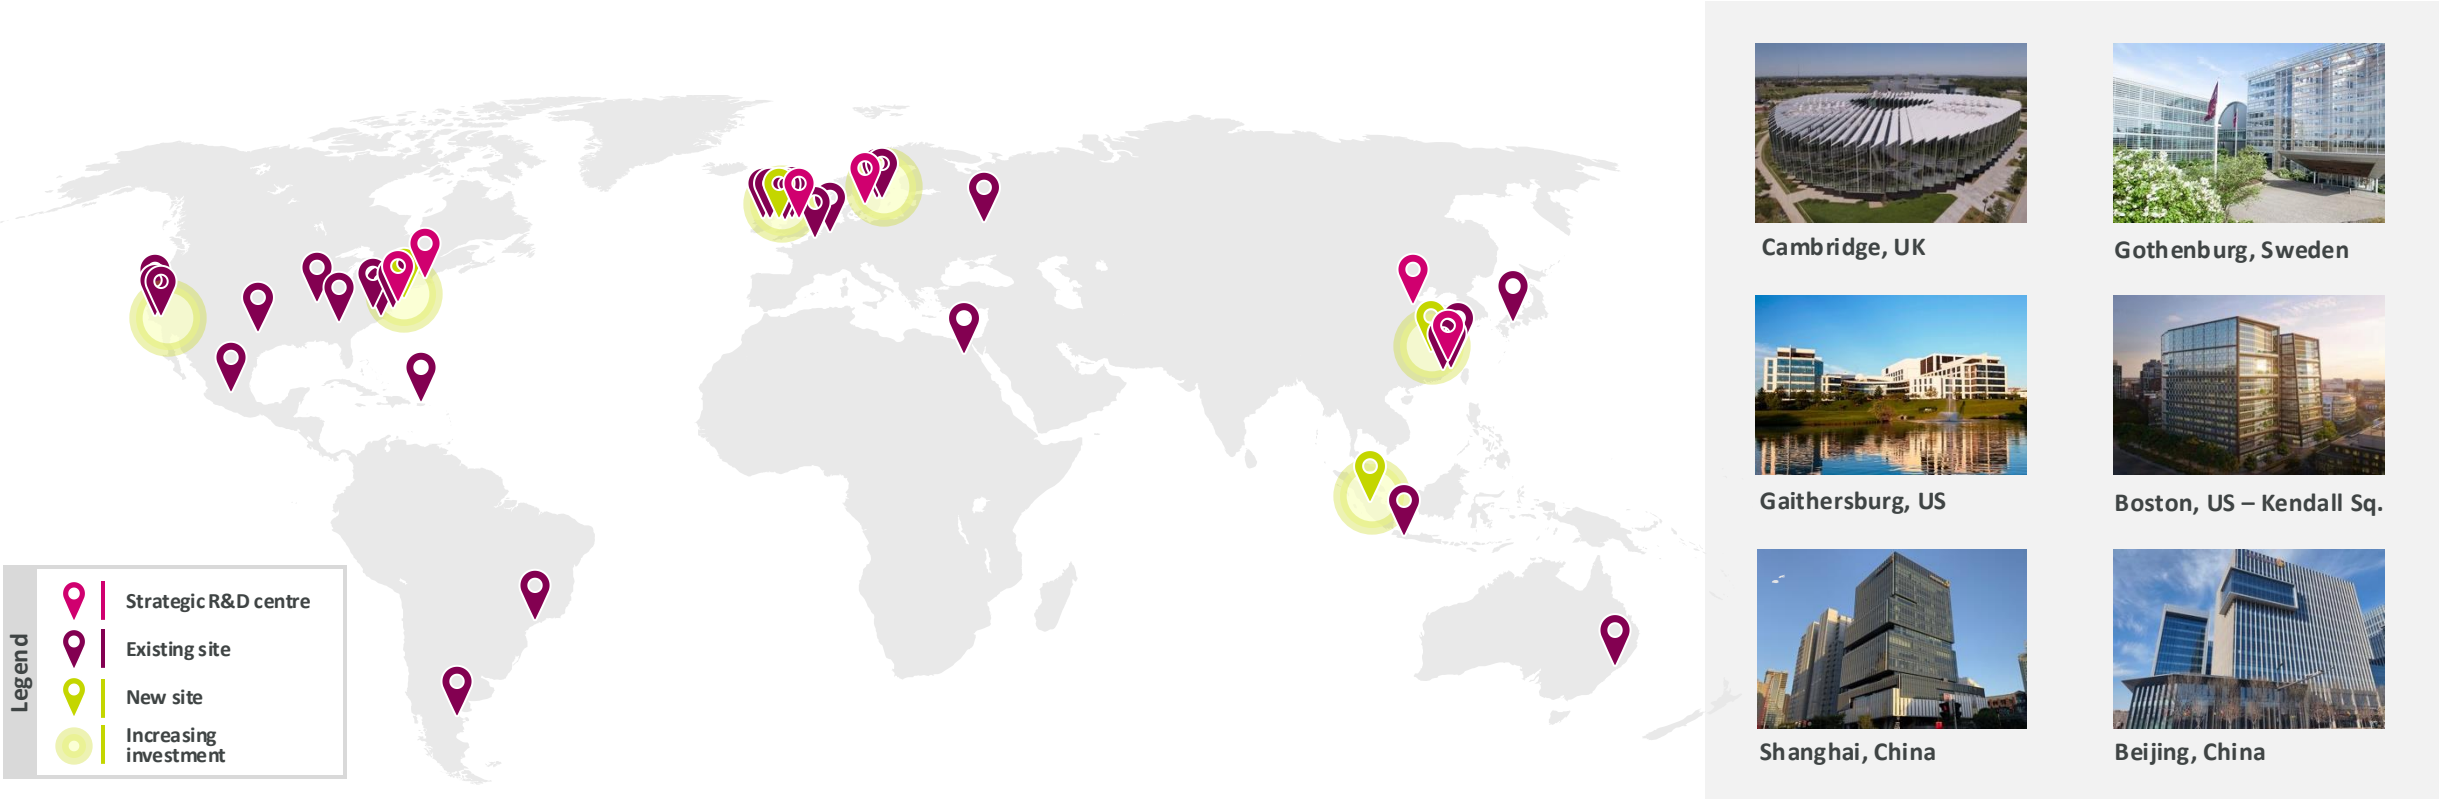 Legend
Strategic R&D centre
Existing site
New site
Increasing
investment
Cambridge, UK
Gothenburg, Sweden
Gaithersburg, US
Boston, US – Kendall Sq.
Shanghai, China
Beijing, China